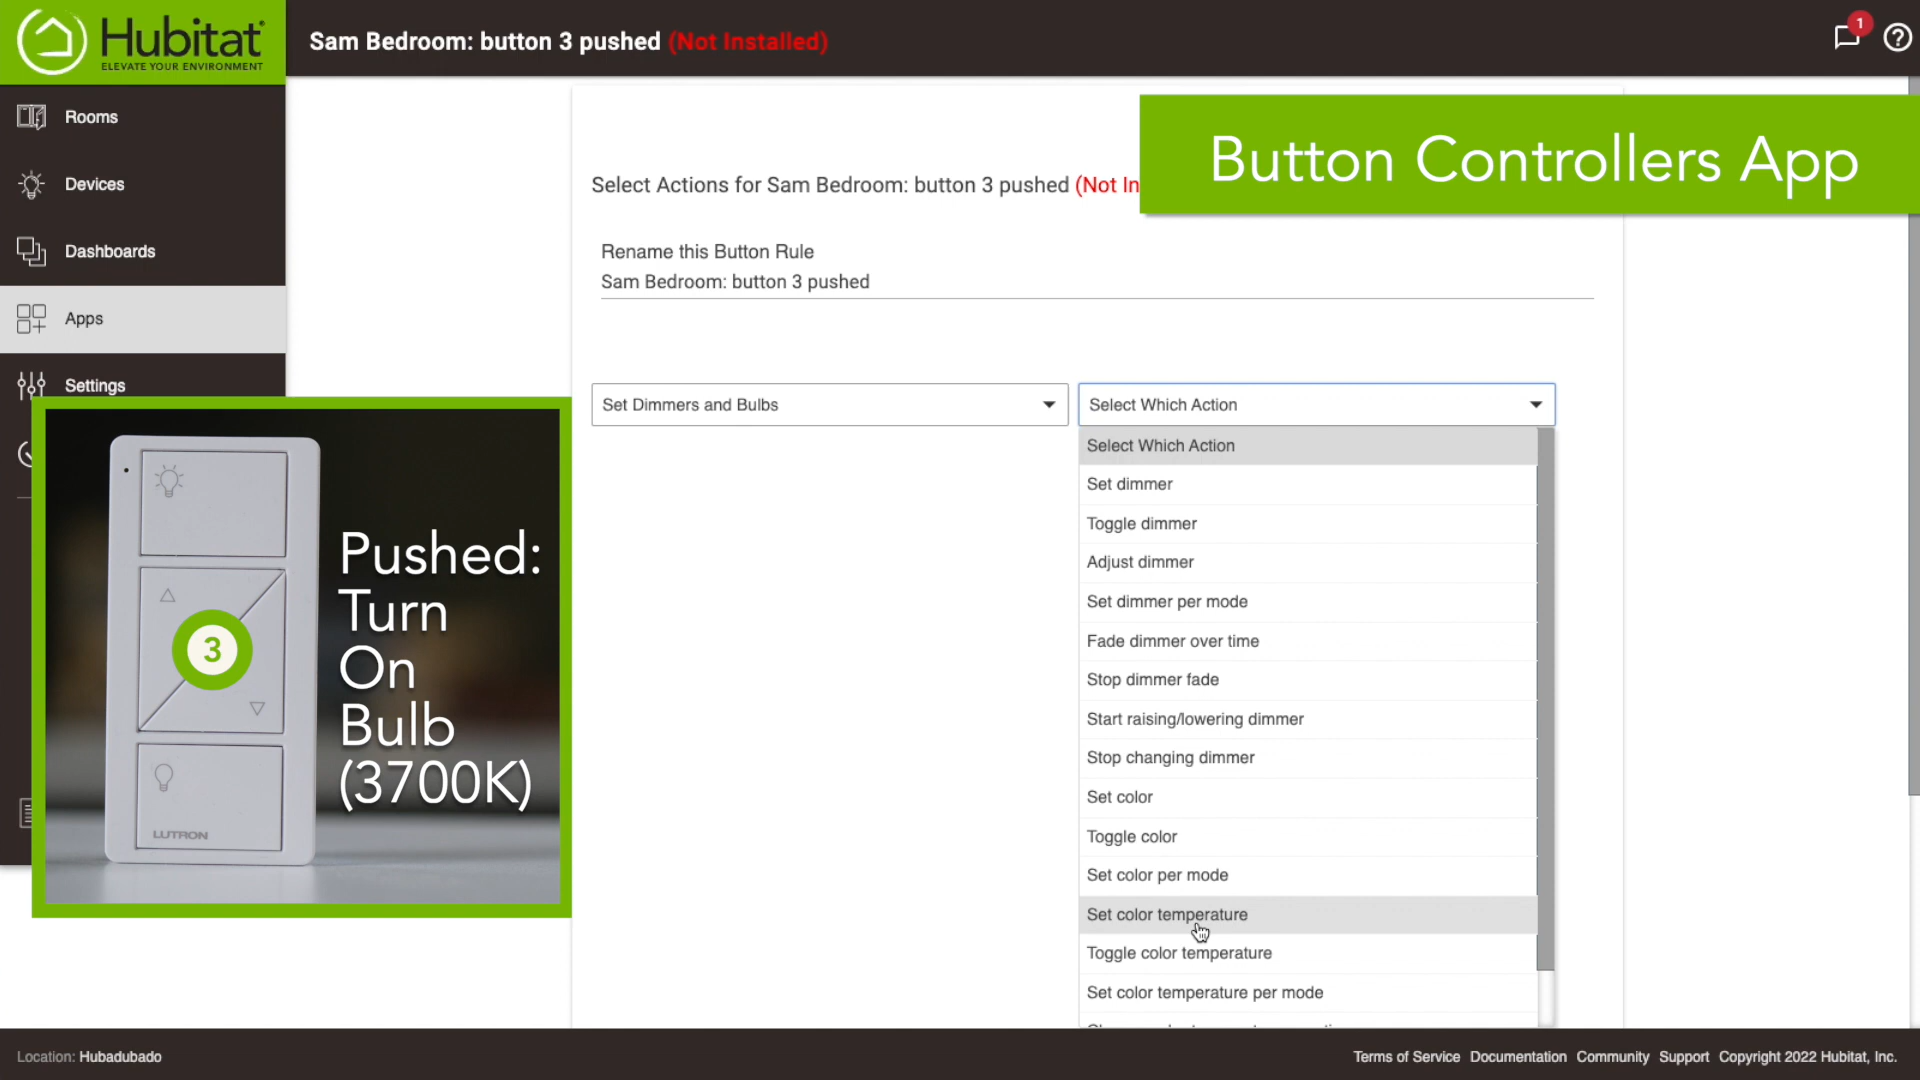 Hubitat
ELEVATE YOUR ENVIRONMENT
Sam Bedroom: button 3 pushed (Not Installed)
1
?
Rooms
Devices
Dashboards
Apps
Settings
Button Controllers App
Select Actions for Sam Bedroom: button 3 pushed (Not In
Rename this Button Rule
Sam Bedroom: button 3 pushed
Set Dimmers and Bulbs
Select Which Action
Select Which Action
Set dimmer
Toggle dimmer
Adjust dimmer
Set dimmer per mode
Fade dimmer over time
Stop dimmer fade
Start raising/lowering dimmer
Stop changing dimmer
Set color
Toggle color
Set color per mode
Set color temperature
Toggle color temperature
Set color temperature per mode
3
LUTRON
Pushed:
Turn
On
Bulb
(3700K)
Location: Hubadubado
Terms of Service Documentation Community Support Copyright 2022 Hubitat, Inc.